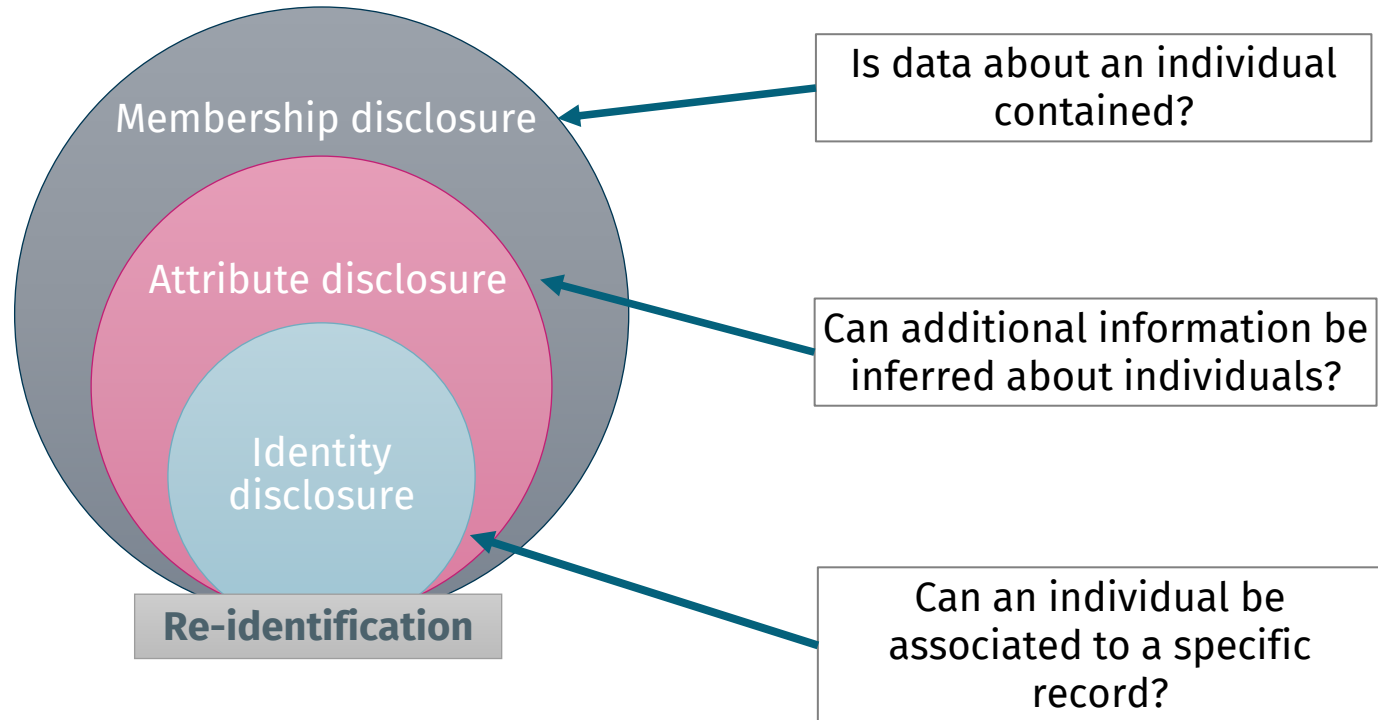 Membership disclosure
Is data about an individual
contained?
Attribute disclosure
Can additional information be
inferred about individuals?
Identity
disclosure
Re-identification
Can an individual be
associated to a specific
record?